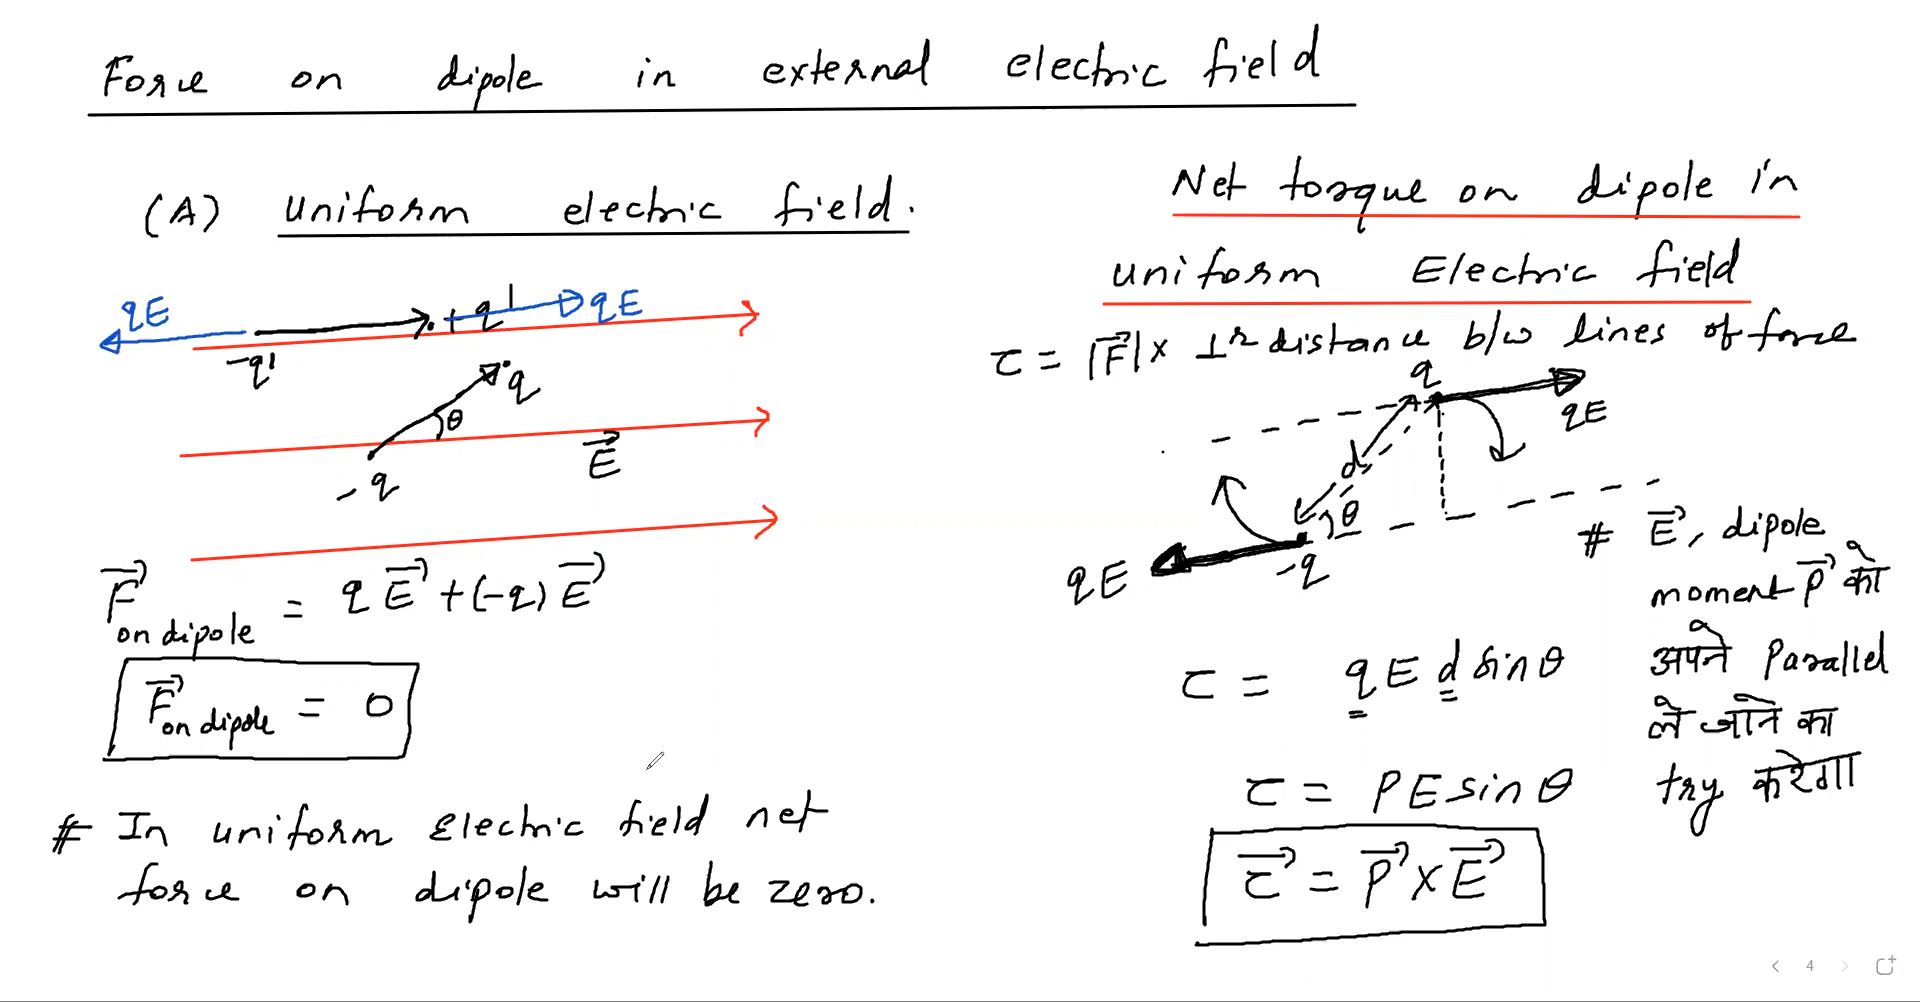 Force on dipole in external electric field
(A) uniform electric field.
qE
-q'
+q'
qE
q
θ
-q
E⃗
F⃗ on dipole = qE⃗ + (-q) E⃗
F⃗ on dipole = 0
# In uniform Electric field net
force on dipole will be zero.
Net torque on dipole in
uniform Electric field
τ = |F⃗| × ⊥r distance b/w lines of force
q
qE
d
θ
qE
-q
τ = qE d sinθ
τ = PE sinθ
τ⃗ = P⃗ × E⃗
# E⃗, dipole
moment P⃗ को
अपने Parallel
ले जाने का
try करेगा
4